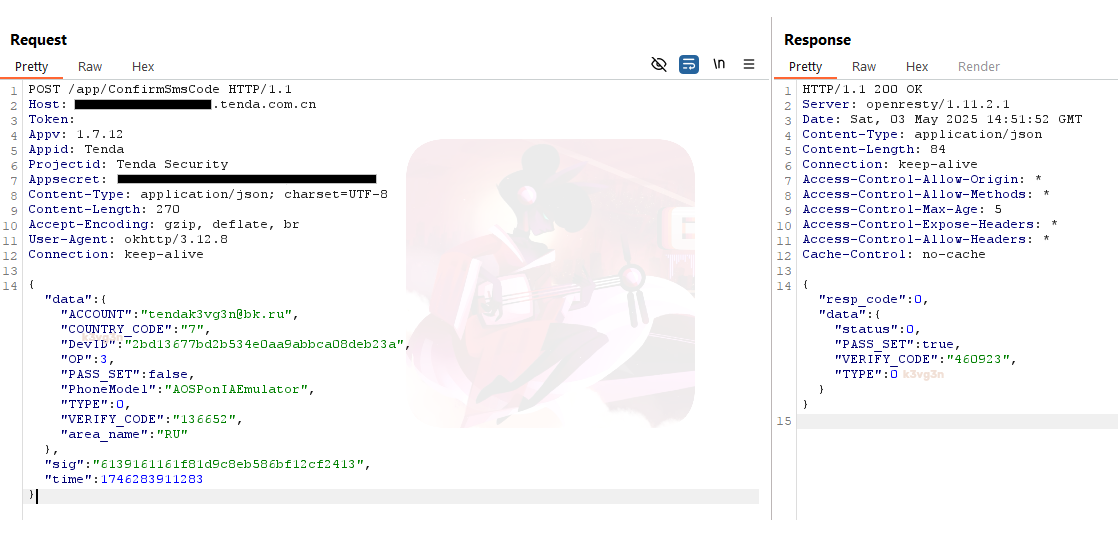 Request
Pretty Raw Hex \n
1 POST /app/ConfirmSmsCode HTTP/1.1
2 Host: .tenda.com.cn
3 Token:
4 Appv: 1.7.12
5 Appid: Tenda
6 Projectid: Tenda Security
7 Appsecret:
8 Content-Type: application/json; charset=UTF-8
9 Content-Length: 270
10 Accept-Encoding: gzip, deflate, br
11 User-Agent: okhttp/3.12.8
12 Connection: keep-alive
13
14 {
"data":{
"ACCOUNT":"tendak3vg3n@bk.ru",
"COUNTRY_CODE":"7",
"DevID":"2bd13677bd2b534e0aa9abbca08deb23a",
"OP":3,
"PASS_SET":false,
"PhoneModel":"AOSPonIAEmulator",
"TYPE":0,
"VERIFY_CODE":"136652",
"area_name":"RU"
},
"sig":"6139161161f81d9c8eb586bf12cf2413",
"time":1746283911283
}
Response
Pretty Raw Hex Render
1 HTTP/1.1 200 OK
2 Server: openresty/1.11.2.1
3 Date: Sat, 03 May 2025 14:51:52 GMT
4 Content-Type: application/json
5 Content-Length: 84
6 Connection: keep-alive
7 Access-Control-Allow-Origin: *
8 Access-Control-Allow-Methods: *
9 Access-Control-Max-Age: 5
10 Access-Control-Expose-Headers: *
11 Access-Control-Allow-Headers: *
12 Cache-Control: no-cache
13
14 {
"resp_code":0,
"data":{
"status":0,
"PASS_SET":true,
"VERIFY_CODE":"460923",
"TYPE":0 k3vg3n
}
}
15